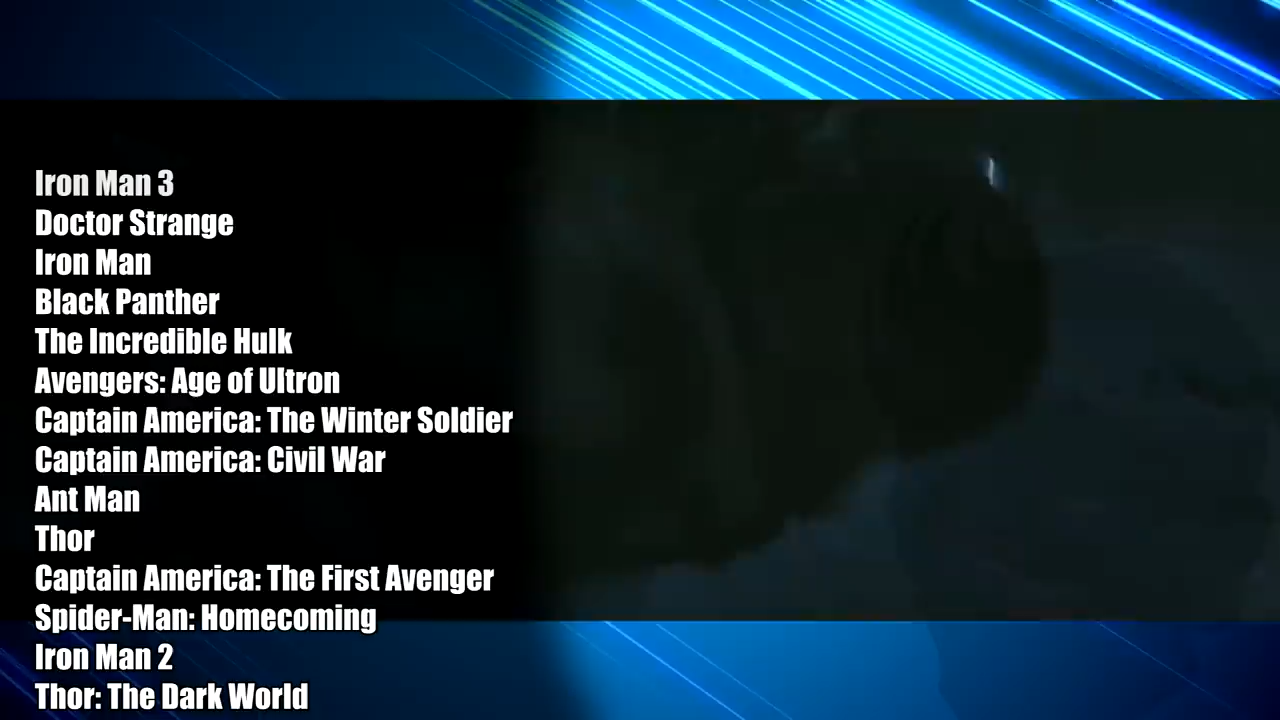 Iron Man 3
Doctor Strange
Iron Man
Black Panther
The Incredible Hulk
Avengers: Age of Ultron
Captain America: The Winter Soldier
Captain America: Civil War
Ant Man
Thor
Captain America: The First Avenger
Spider-Man: Homecoming
Iron Man 2
Thor: The Dark World